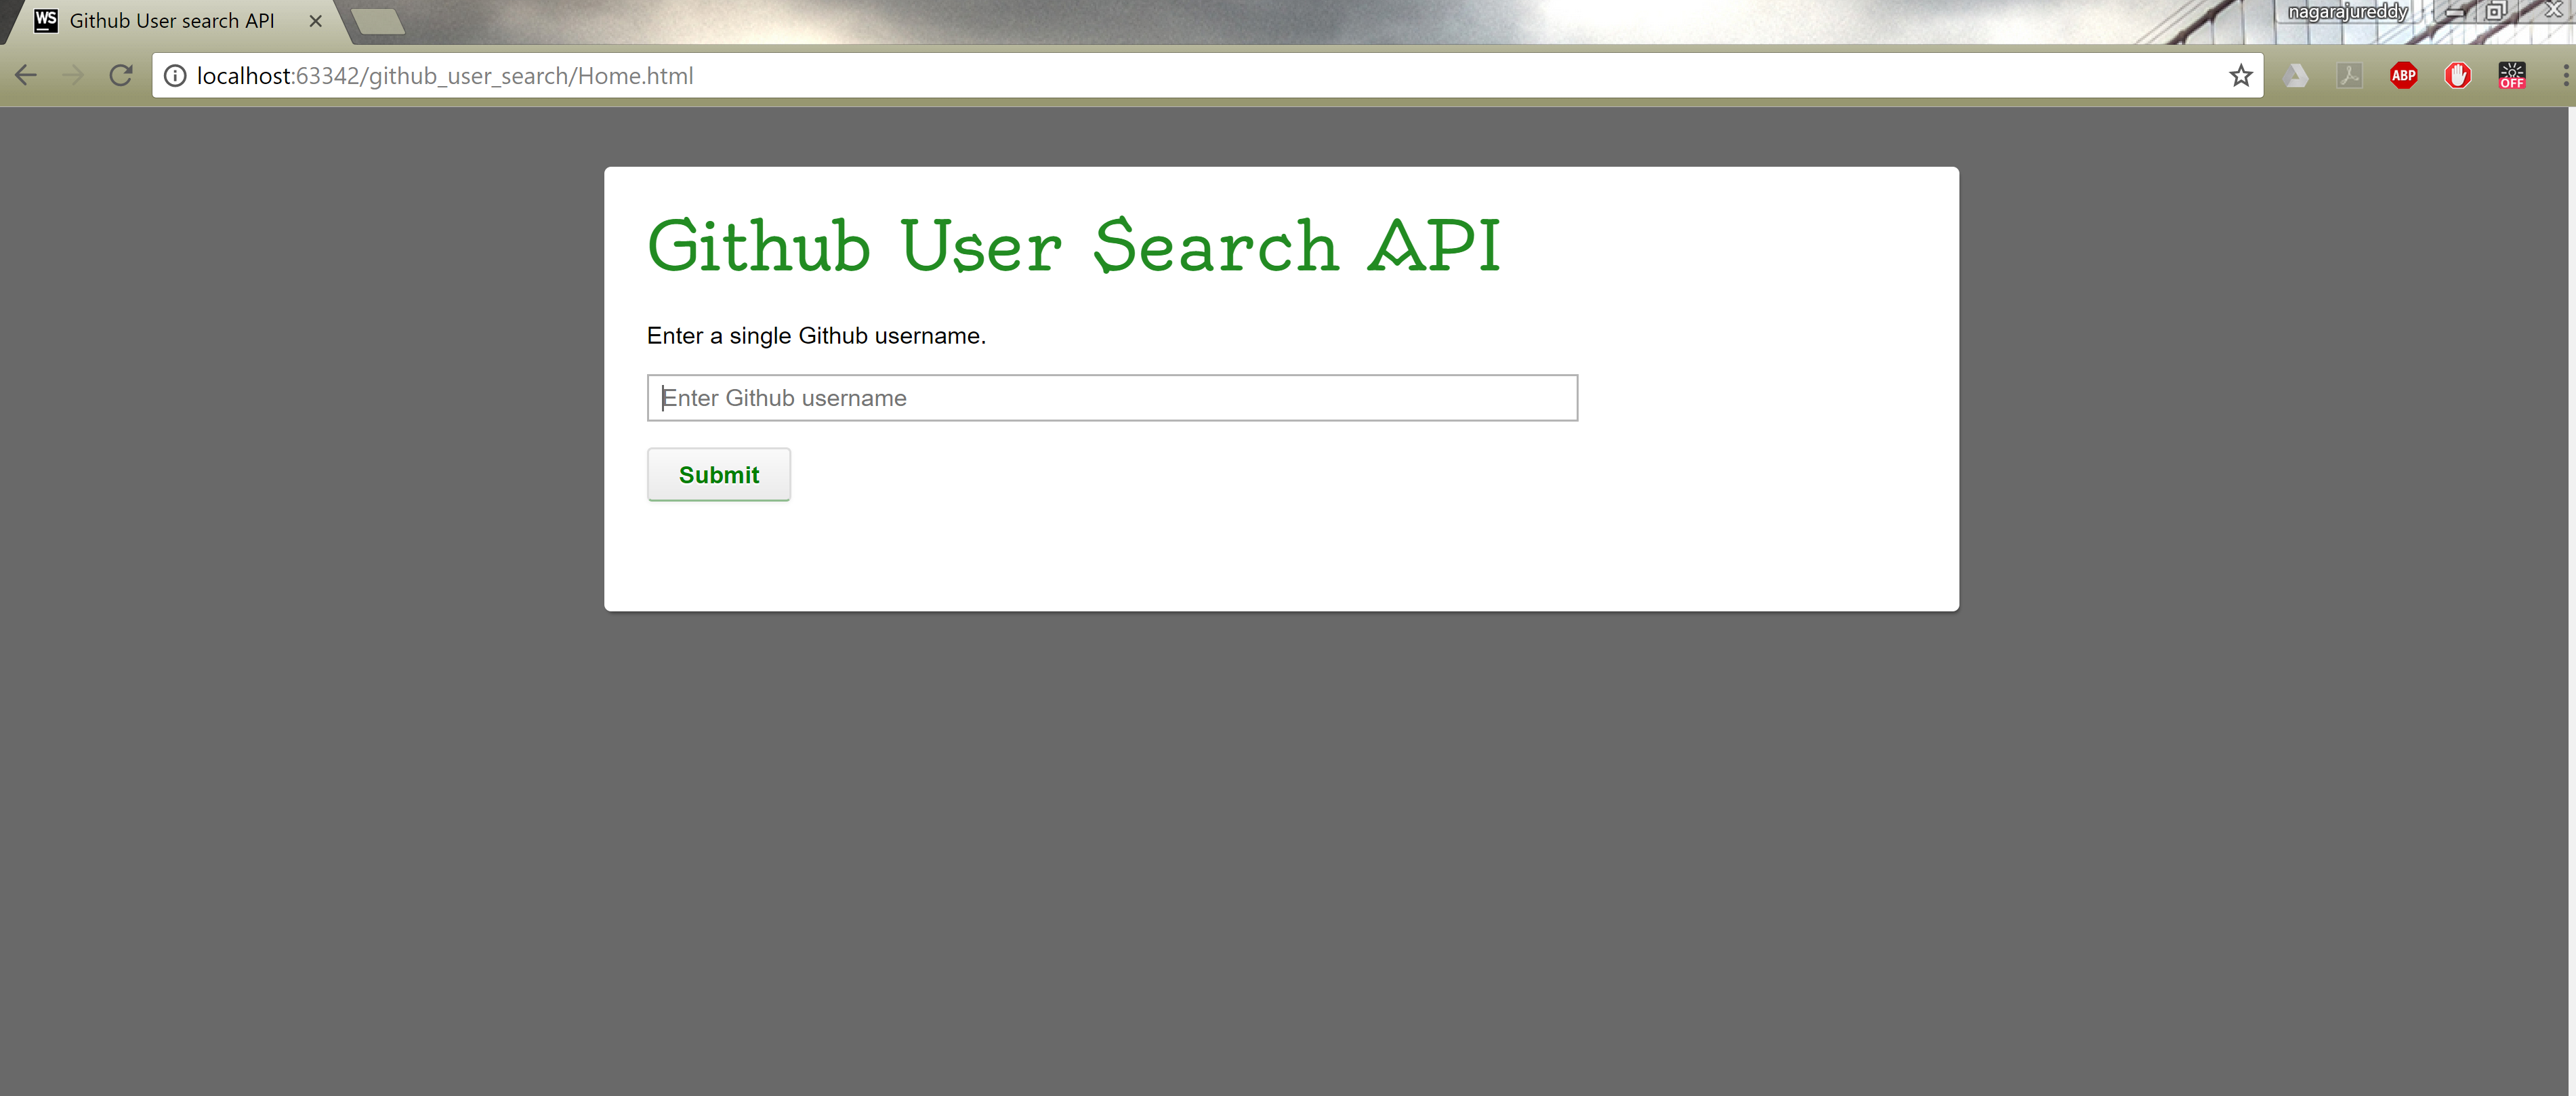 WS Github User search API
nagarajureddy
localhost:63342/github_user_search/Home.html
ABP
OFF
Github User Search API
Enter a single Github username.
Enter Github username
Submit